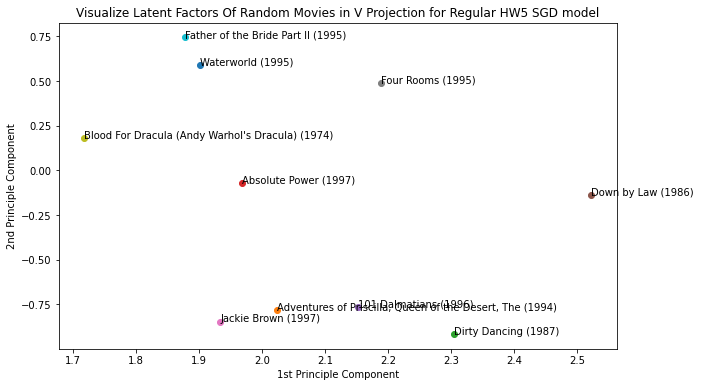 Visualize Latent Factors Of Random Movies in V Projection for Regular HW5 SGD model
0.75
0.50
0.25
0.00
−0.25
−0.50
−0.75
2nd Principle Component
Father of the Bride Part II (1995)
Waterworld (1995)
Four Rooms (1995)
Blood For Dracula (Andy Warhol's Dracula) (1974)
Absolute Power (1997)
Down by Law (1986)
101 Dalmatians (1996)
Adventures of Priscilla, Queen of the Desert, The (1994)
Jackie Brown (1997)
Dirty Dancing (1987)
1.7 1.8 1.9 2.0 2.1 2.2 2.3 2.4 2.5
1st Principle Component